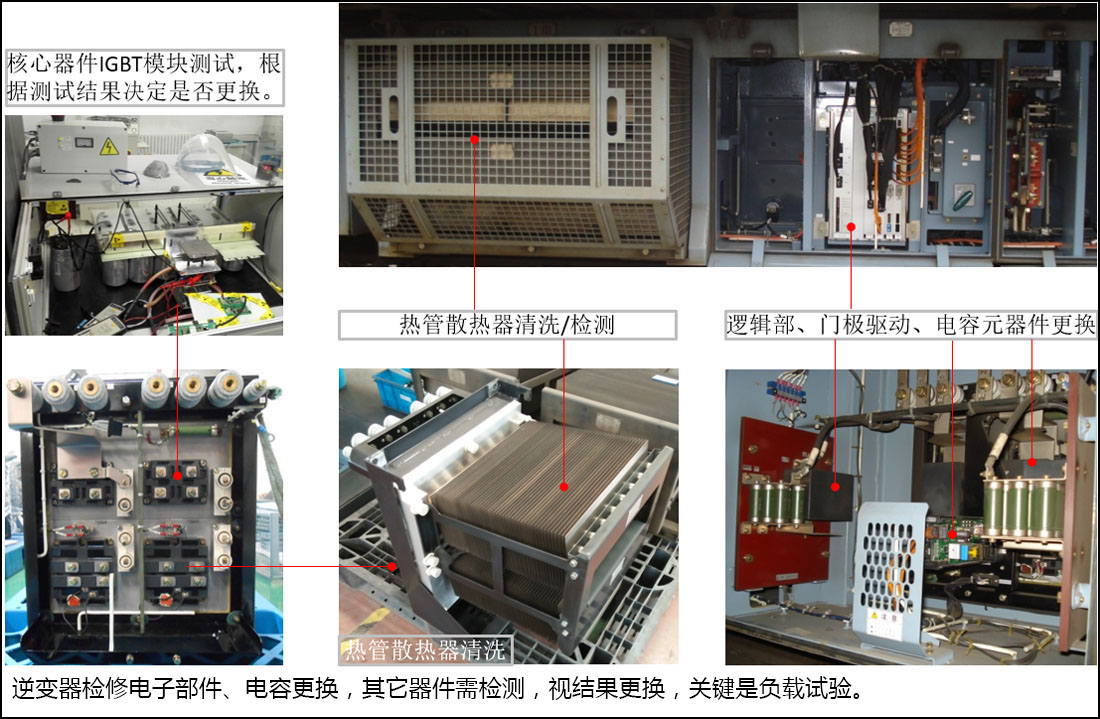 核心器件IGBT模块测试，根
据测试结果决定是否更换。
热管散热器清洗/检测
逻辑部、门极驱动、电容元器件更换
热管散热器清洗
逆变器检修电子部件、电容更换，其它器件需检测，视结果更换，关键是负载试验。